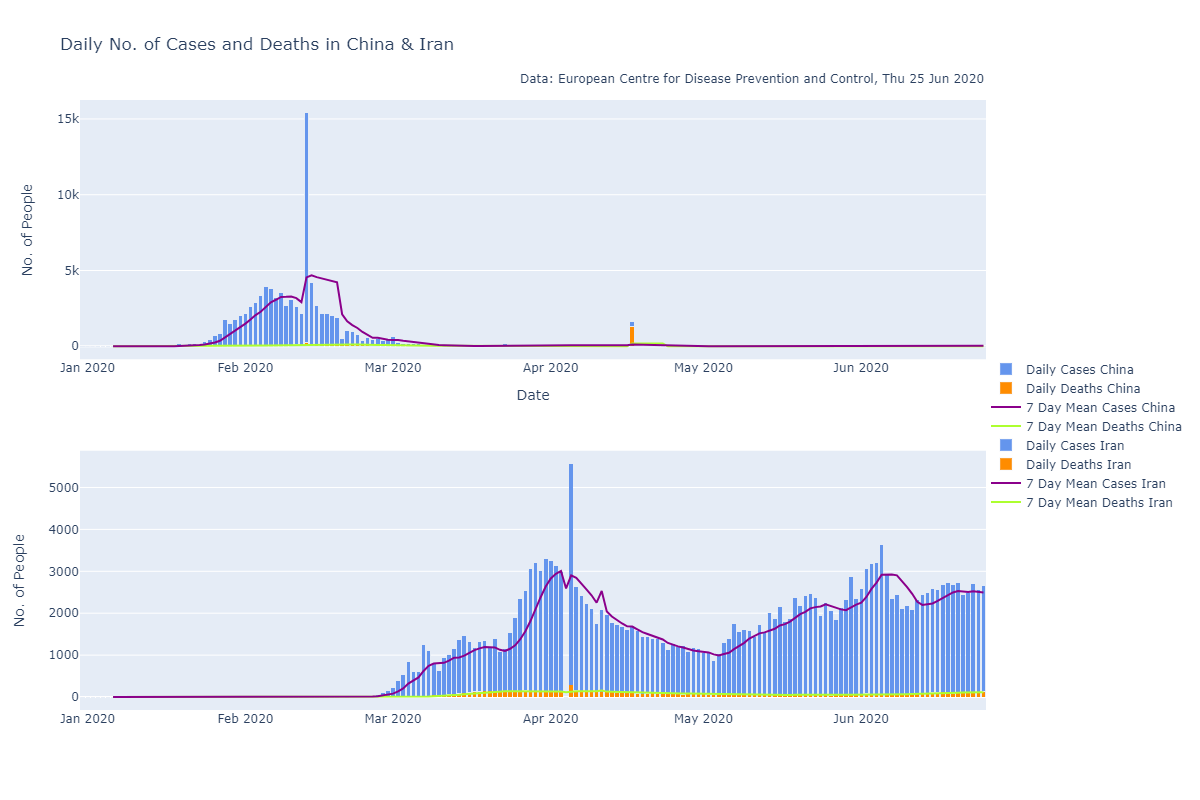 Daily No. of Cases and Deaths in China & Iran
Data: European Centre for Disease Prevention and Control, Thu 25 Jun 2020
No. of People
15k
10k
5k
0
Jan 2020 Feb 2020 Mar 2020 Apr 2020 May 2020 Jun 2020
Date
Daily Cases China
Daily Deaths China
7 Day Mean Cases China
7 Day Mean Deaths China
Daily Cases Iran
Daily Deaths Iran
7 Day Mean Cases Iran
7 Day Mean Deaths Iran
No. of People
5000
4000
3000
2000
1000
0
Jan 2020 Feb 2020 Mar 2020 Apr 2020 May 2020 Jun 2020